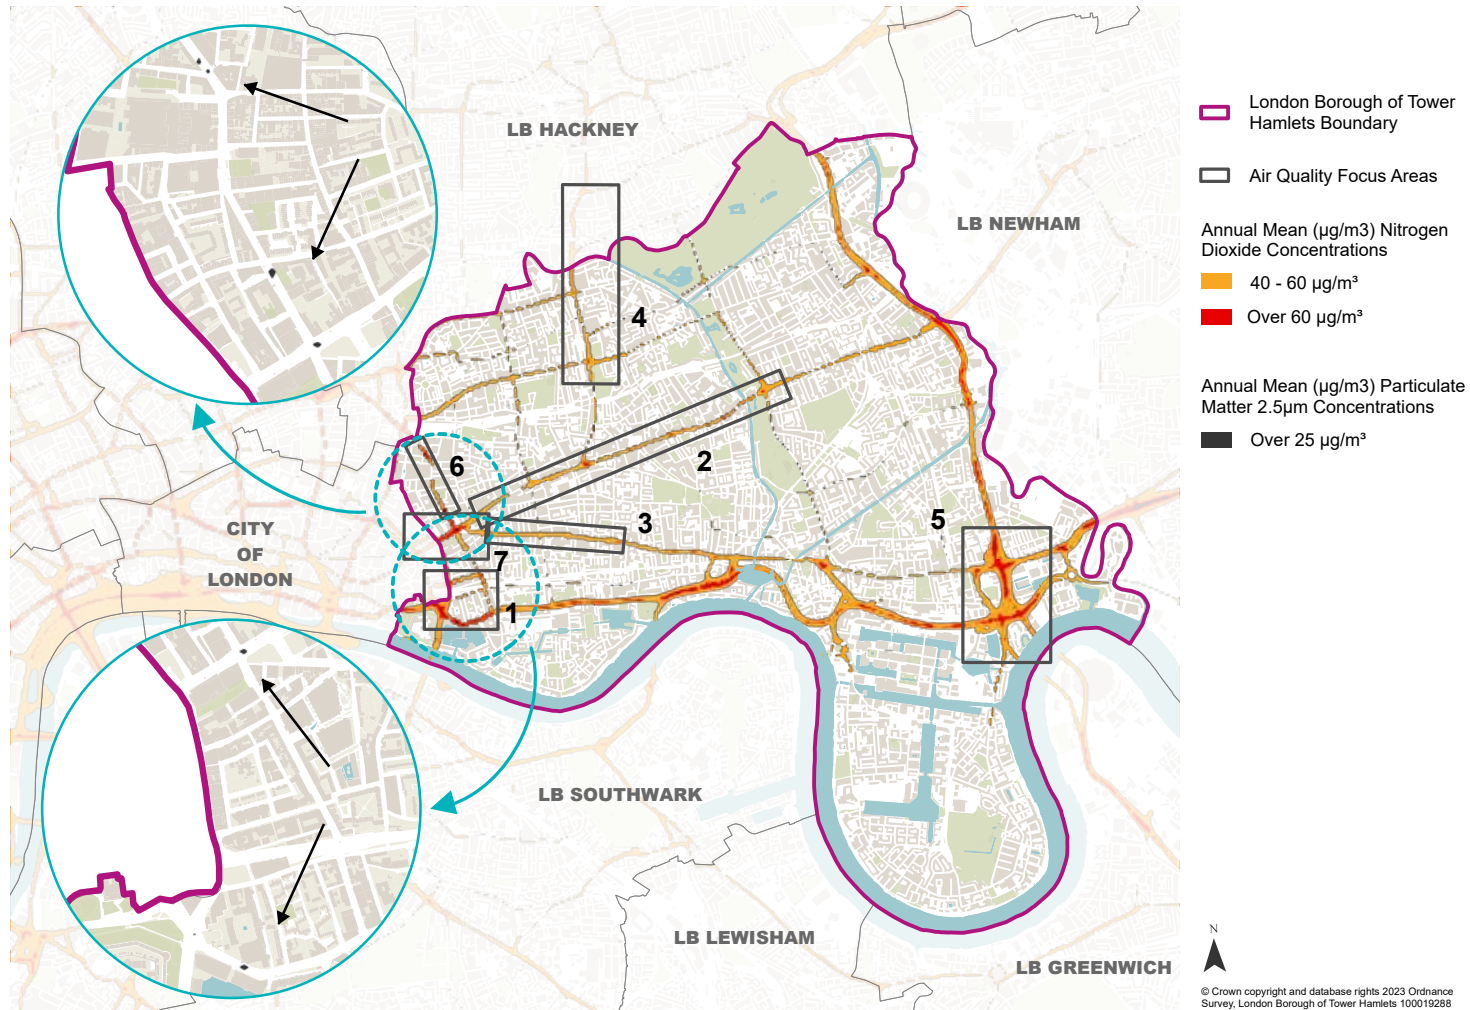 LB HACKNEY
LB NEWHAM
4
2
6
3
5
CITY
OF
LONDON
7
1
LB SOUTHWARK
LB LEWISHAM
LB GREENWICH
London Borough of Tower
Hamlets Boundary
Air Quality Focus Areas
Annual Mean (µg/m3) Nitrogen
Dioxide Concentrations
40 - 60 µg/m³
Over 60 µg/m³
Annual Mean (µg/m3) Particulate
Matter 2.5µm Concentrations
Over 25 µg/m³
N
© Crown copyright and database rights 2023 Ordnance
Survey, London Borough of Tower Hamlets 100019288